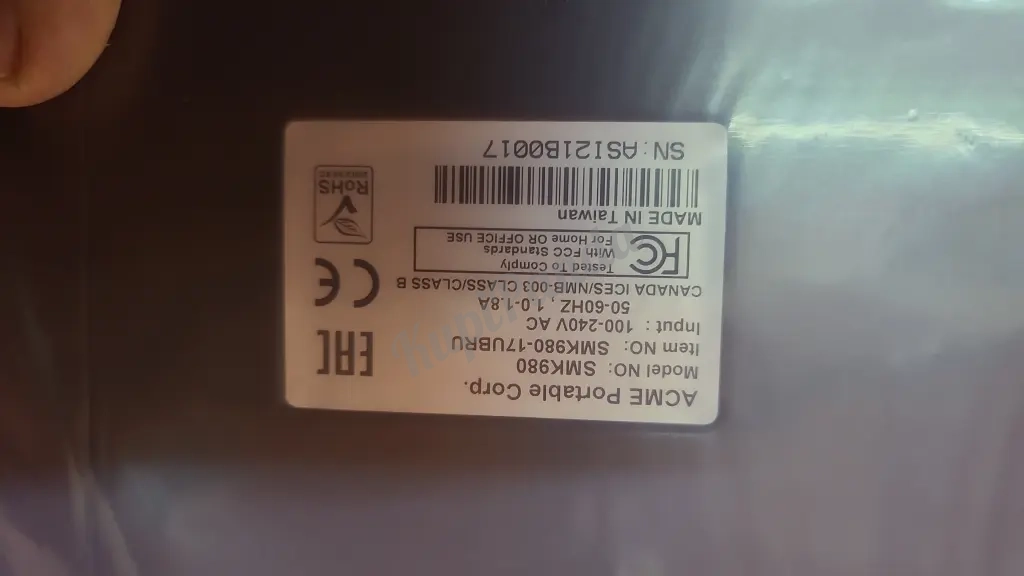 ACME Portable Corp.
Model NO: SMK980
Item NO: SMK980-17UBRU
Input : 100-240V AC
50-60HZ , 1.0-1.8A
CANADA ICES/NMB-003 CLASS/CLASS B
FC
Tested To Comply
With FCC Standards
For Home OR OFFICE USE
MADE IN Taiwan
SN:ASI21B0017
EAC
CE
RoHS